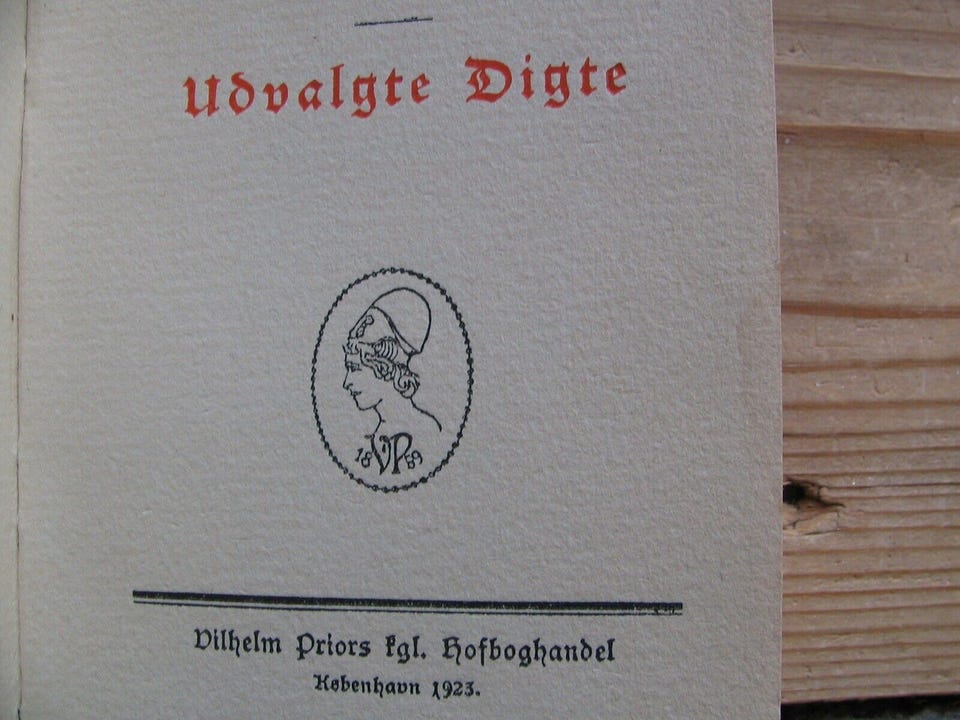 Udvalgte Digte
18 VP 89
Vilhelm Priors kgl. Hofboghandel
København 1923.